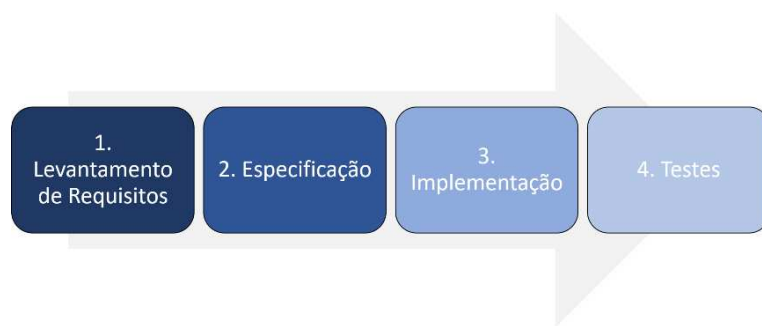 1.
Levantamento
de Requisitos
2. Especificação
3.
Implementação
4. Testes